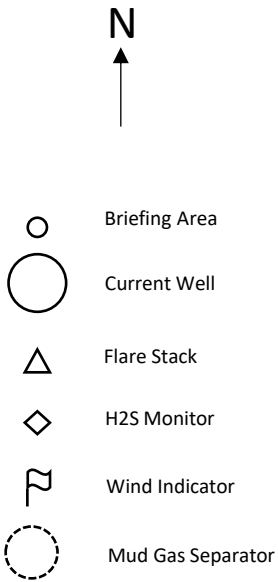 N
Briefing Area
Current Well
Flare Stack
H2S Monitor
Wind Indicator
Mud Gas Separator